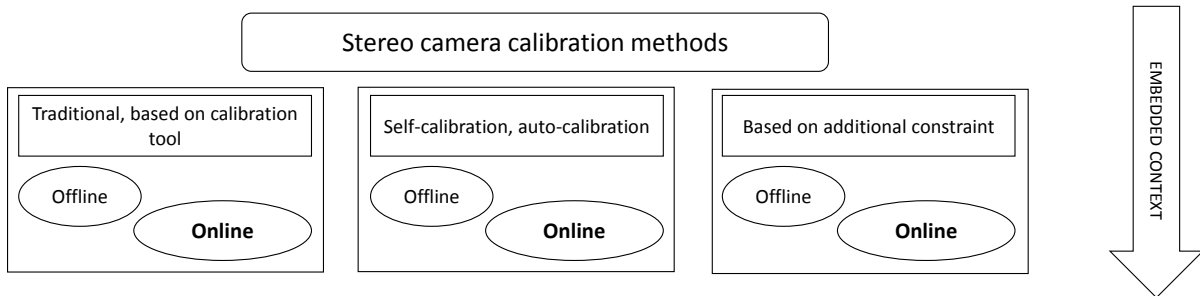 Stereo camera calibration methods
Traditional, based on calibration
tool
Offline
Online
Self-calibration, auto-calibration
Offline
Online
Based on additional constraint
Offline
Online
EMBEDDED CONTEXT